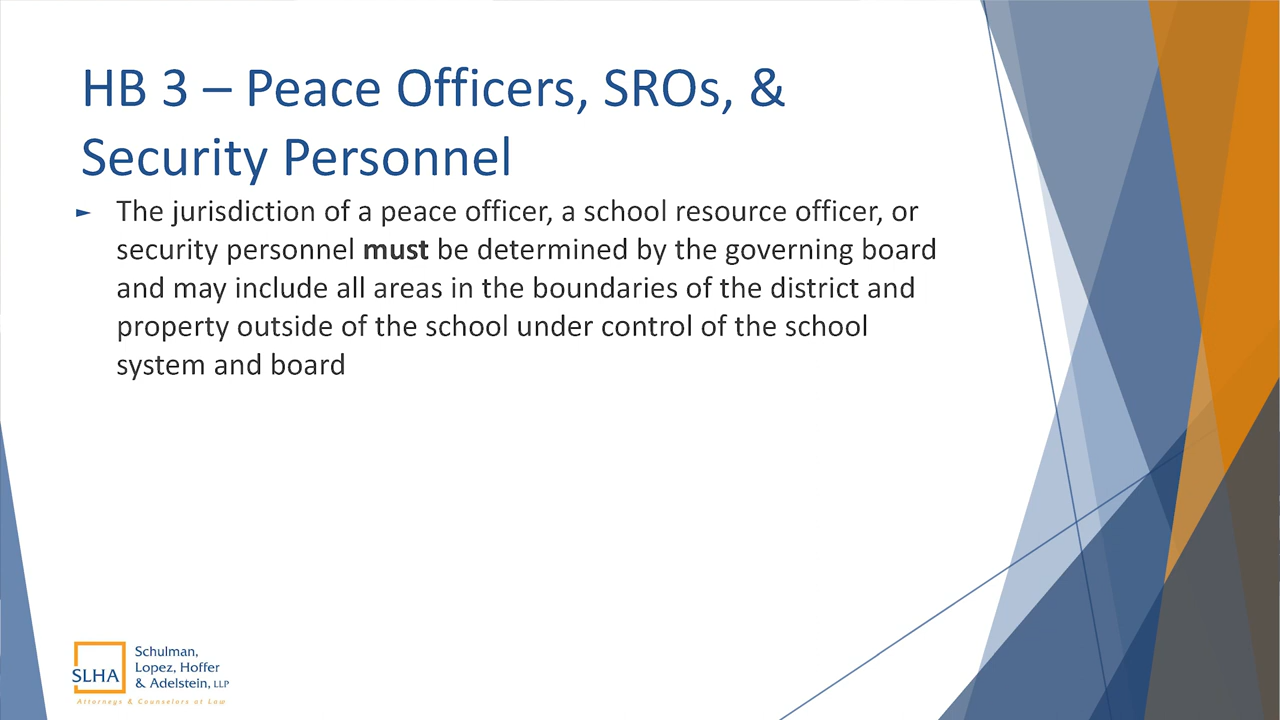 HB 3 – Peace Officers, SROs, &
Security Personnel
► The jurisdiction of a peace officer, a school resource officer, or
security personnel must be determined by the governing board
and may include all areas in the boundaries of the district and
property outside of the school under control of the school
system and board
SLHA
Schulman,
Lopez, Hoffer
& Adelstein, LLP
Attorneys & Counselors at Law